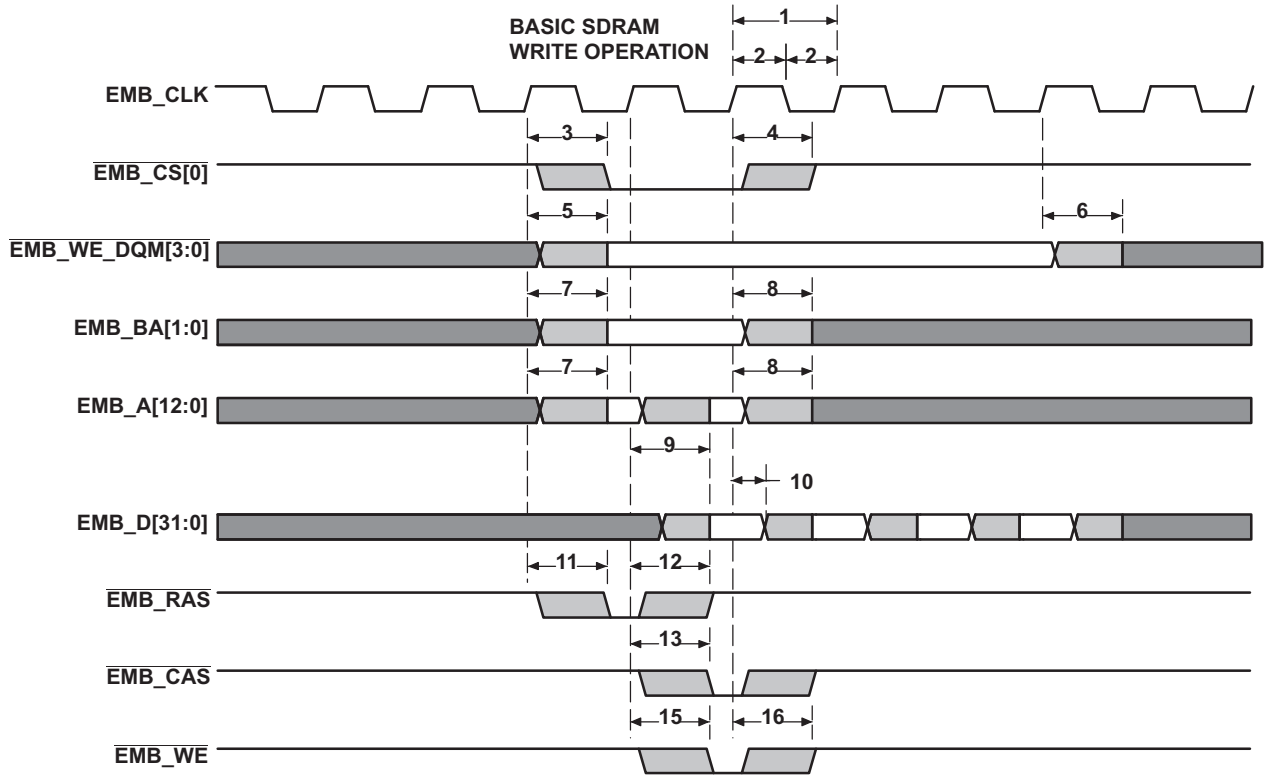 1
BASIC SDRAM
WRITE OPERATION
2 2
EMB_CLK
3 4
EMB_CS[0]
5 6
EMB_WE_DQM[3:0]
7 8
EMB_BA[1:0]
7 8
EMB_A[12:0]
9
10
EMB_D[31:0]
11 12
EMB_RAS
13
EMB_CAS
15 16
EMB_WE